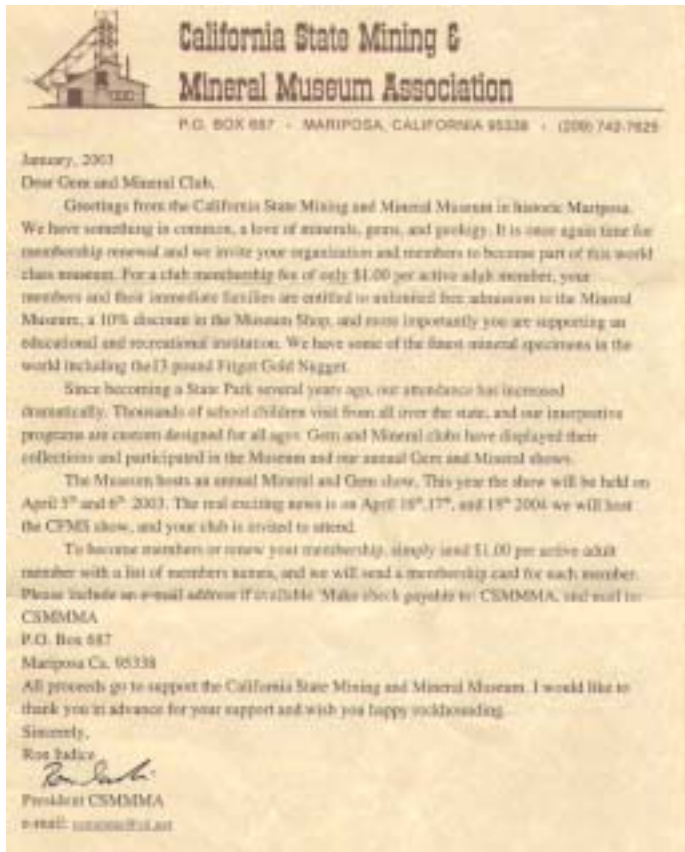 California State Mining &
Mineral Museum Association
P.O. BOX 687 - MARIPOSA, CALIFORNIA 95338 - (209) 742-7625
January, 2003
Dear Gem and Mineral Club,
Greetings from the California State Mining and Mineral Museum in historic Mariposa.
We have something in common, a love of minerals, gems, and geology. It is once again time for
membership renewal and we invite your organization and members to become part of this world
class museum. For a club membership fee of only $1.00 per active adult member, your
members and their immediate families are entitled to unlimited free admission to the Mineral
Museum, a 10% discount in the Museum Shop, and more importantly you are supporting an
educational and recreational institution. We have some of the finest mineral specimens in the
world including the13 pound Fricot Gold Nugget.
Since becoming a State Park several years ago, our attendance has increased
dramatically. Thousands of school children visit from all over the state, and our interpretive
programs are custom designed for all ages. Gem and Mineral clubs have displayed their
collections and participated in the Museum and our annual Gem and Mineral shows.
The Museum hosts an annual Mineral and Gem show. This year the show will be held on
April 5th and 6th 2003. The real exciting news is on April 16th,17th, and 18th 2004 we will host
the CFMS show, and your club is invited to attend.
To become members or renew your membership, simply send $1.00 per active adult
member with a list of members names, and we will send a membership card for each member.
Please include an e-mail address if available. Make check payable to: CSMMMA, and mail to:
CSMMMA
P.O. Box 687
Mariposa Ca. 95338
All proceeds go to support the California State Mining and Mineral Museum. I would like to
thank you in advance for your support and wish you happy rockhounding.
Sincerely,
Ron
President CSMMMA
e-mail: